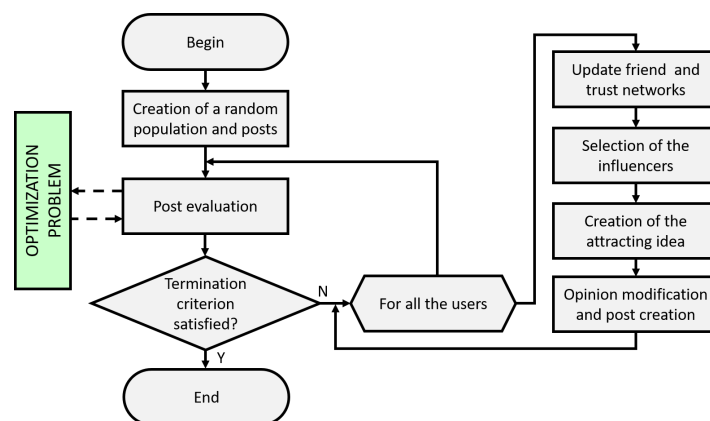 Begin
Creation of a random
population and posts
OPTIMIZATION
PROBLEM
Post evaluation
Termination
criterion
satisfied?
N
Y
End
For all the users
Update friend and
trust networks
Selection of the
influencers
Creation of the
attracting idea
Opinion modification
and post creation